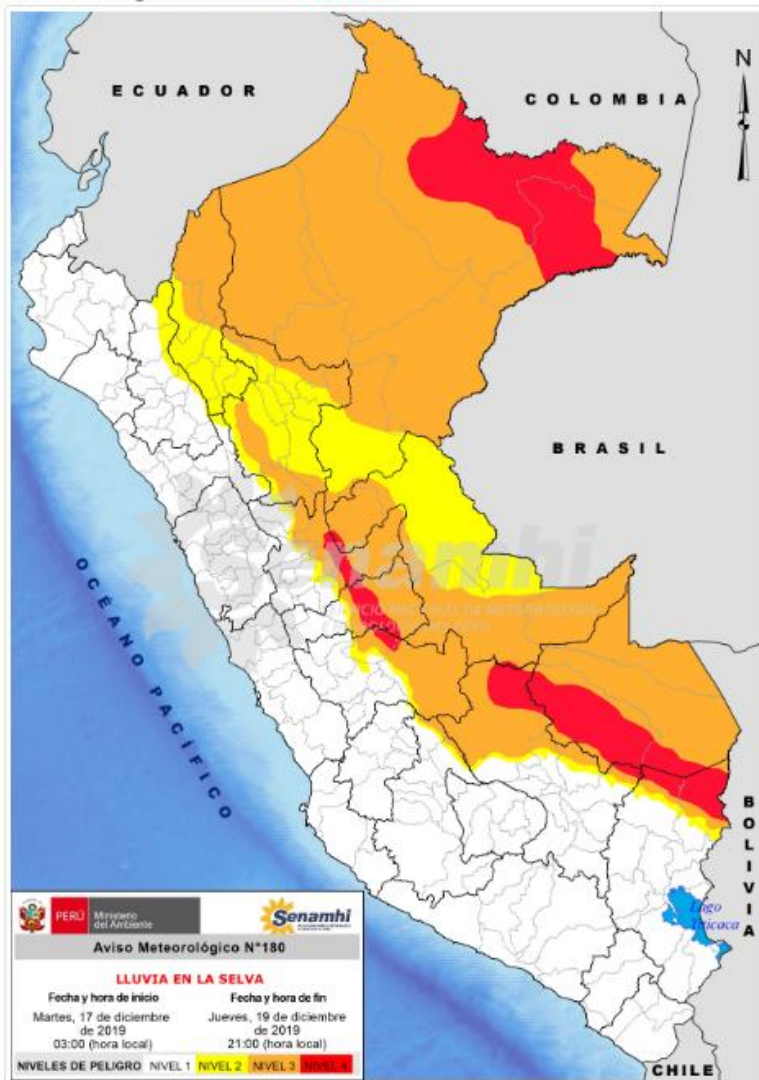 ECUADOR
COLOMBIA
N
BRASIL
OCÉANO PACÍFICO
Senamhi
BOLIVIA
Lago
Titicaca
PERÚ
Ministerio
del Ambiente
Senamhi
Aviso Meteorológico N°180
LLUVIA EN LA SELVA
Fecha y hora de inicio
Fecha y hora de fin
Martes, 17 de diciembre
de 2019
03:00 (hora local)
Jueves, 19 de diciembre
de 2019
21:00 (hora local)
NIVELES DE PELIGRO NIVEL 1 NIVEL 2 NIVEL 3 NIVEL 4
CHILE